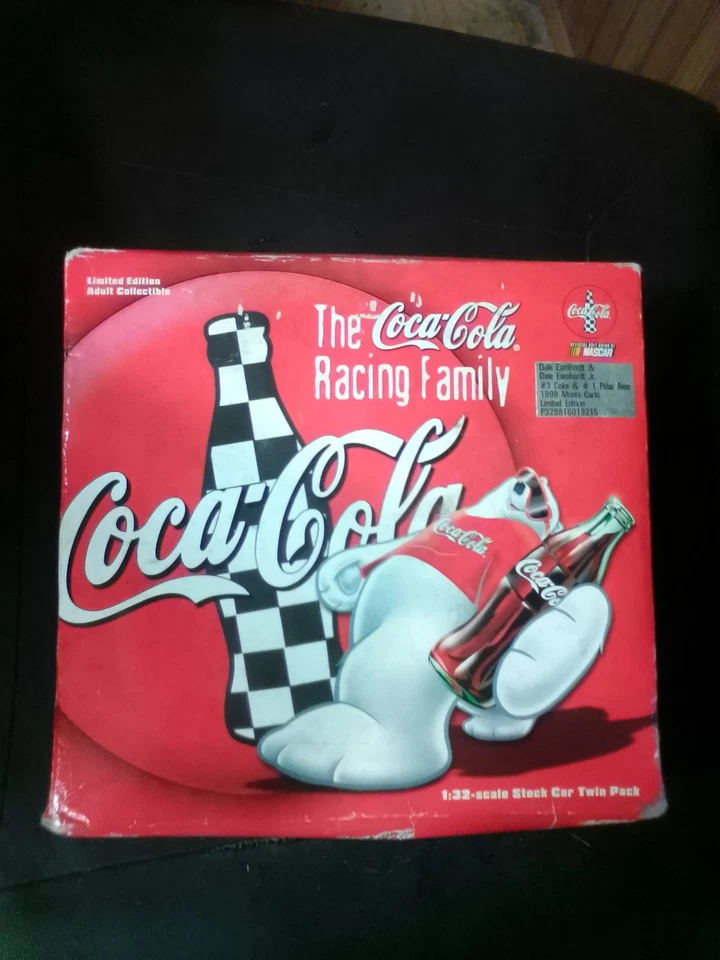 Limited Edition
Adult Collectible
The Coca-Cola
Racing Family
Coca-Cola
NASCAR
Dale Earnhardt &
Dale Earnhardt Jr.
#3 Coke & # 1 Polar Bear
1998 Monte Carlo
Limited Edition
P329816019215
Coca-Cola
Coca-Cola
Coca-Co
1:32-scale Stock Car Twin Pack